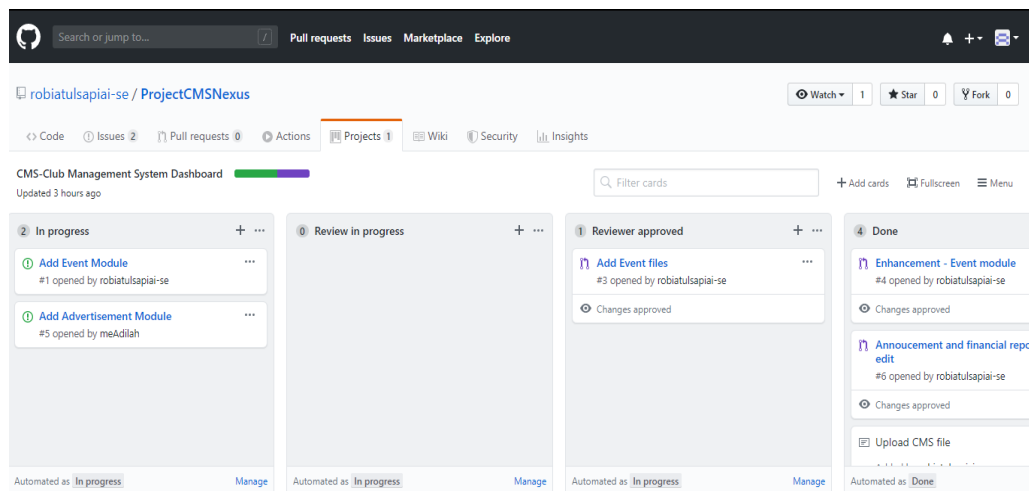 Search or jump to... /
Pull requests Issues Marketplace Explore
robiatulsapiai-se / ProjectCMSNexus
Watch 1 Star 0 Fork 0
Code Issues 2 Pull requests 0 Actions Projects 1 Wiki Security Insights
CMS-Club Management System Dashboard
Updated 3 hours ago
Filter cards
Add cards Fullscreen Menu
2 In progress
Add Event Module
#1 opened by robiatulsapiai-se
Add Advertisement Module
#5 opened by meAdilah
Automated as In progress Manage
0 Review in progress
Automated as In progress Manage
1 Reviewer approved
Add Event files
#3 opened by robiatulsapiai-se
Changes approved
Automated as In progress Manage
4 Done
Enhancement - Event module
#4 opened by robiatulsapiai-se
Changes approved
Annoucement and financial repo
edit
#6 opened by robiatulsapiai-se
Changes approved
Upload CMS file
Automated as Done